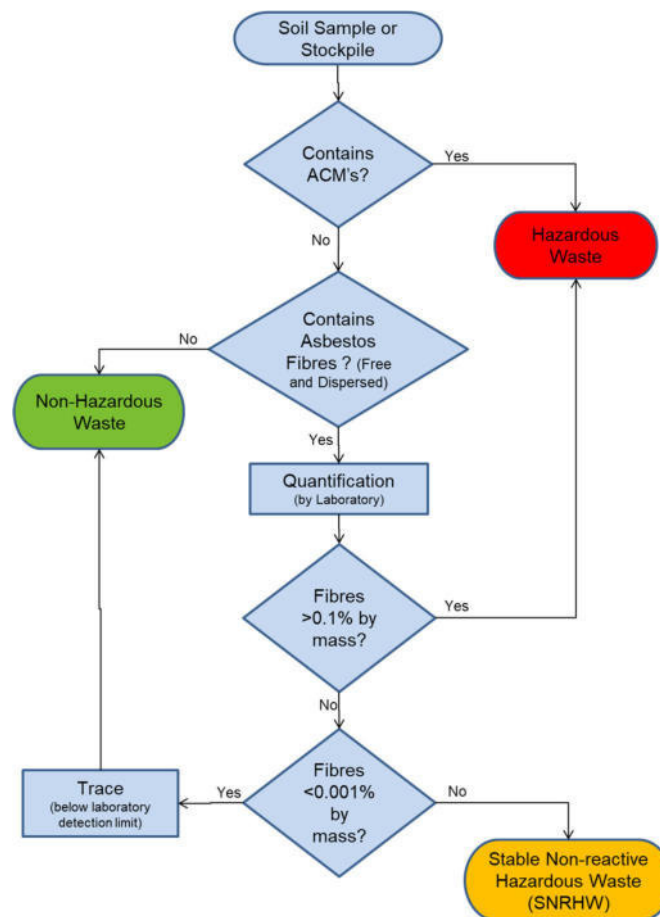 Soil Sample or
Stockpile
Contains
ACM's?
Yes
Hazardous
Waste
No
Contains
Asbestos
Fibres ? (Free
and Dispersed)
No
Non-Hazardous
Waste
Yes
Quantification
(by Laboratory)
Fibres
>0.1% by
mass?
Yes
No
Fibres
<0.001%
by
mass?
Yes
Trace
(below laboratory
detection limit)
No
Stable Non-reactive
Hazardous Waste
(SNRHW)